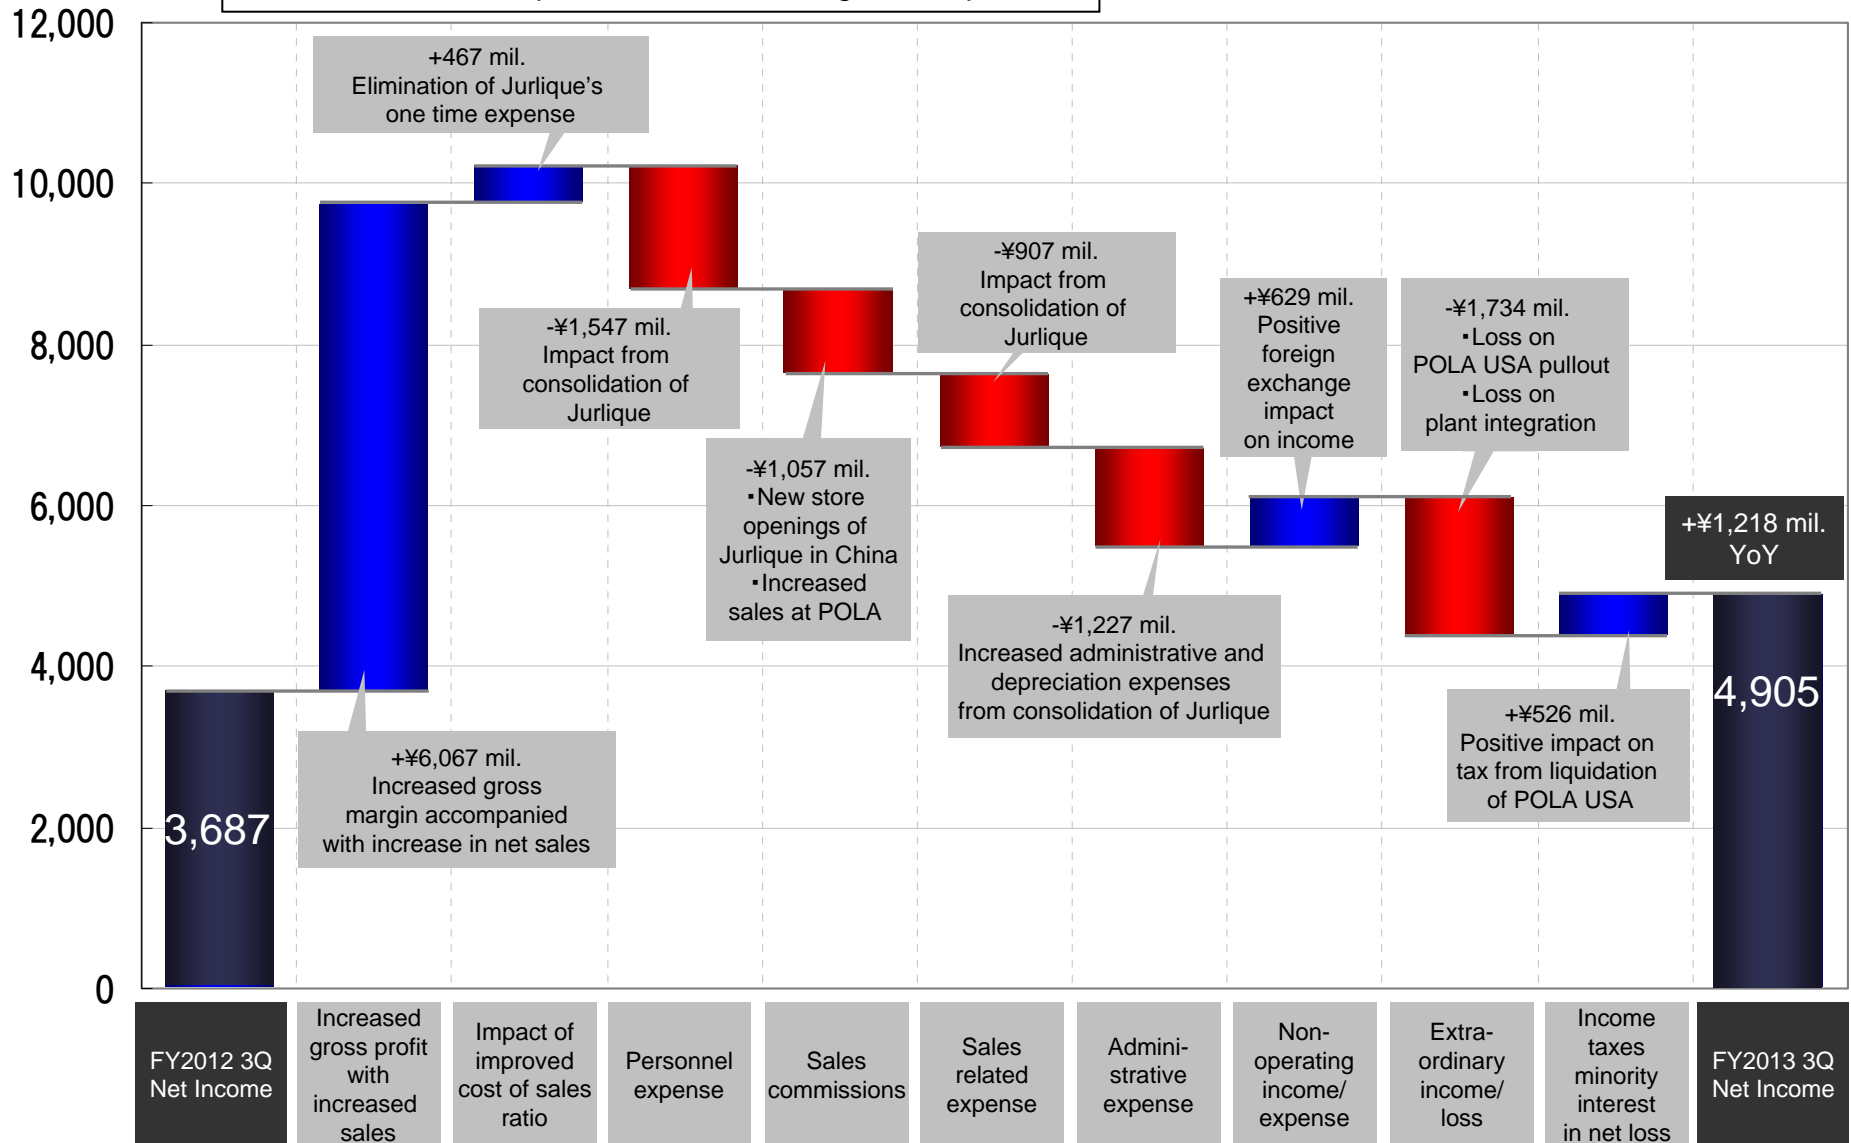 12,000
10,000
8,000
6,000
4,000
2,000
0
+467 mil.
Elimination of Jurlique's
one time expense
-¥1,547 mil.
Impact from
consolidation of
Jurlique
-¥1,057 mil.
・New store
openings of
Jurlique in China
・Increased
sales at POLA
-¥907 mil.
Impact from
consolidation of
Jurlique
-¥1,227 mil.
Increased administrative and
depreciation expenses
from consolidation of Jurlique
+¥629 mil.
Positive
foreign
exchange
impact
on income
-¥1,734 mil.
・Loss on
POLA USA pullout
・Loss on
plant integration
+¥1,218 mil.
YoY
+¥526 mil.
Positive impact on
tax from liquidation
of POLA USA
+¥6,067 mil.
Increased gross
margin accompanied
with increase in net sales
3,687
4,905
FY2012 3Q
Net Income
Increased
gross profit
with
increased
sales
Impact of
improved
cost of sales
ratio
Personnel
expense
Sales
commissions
Sales
related
expense
Admini-
strative
expense
Non-
operating
income/
expense
Extra-
ordinary
income/
loss
Income
taxes
minority
interest
in net loss
FY2013 3Q
Net Income